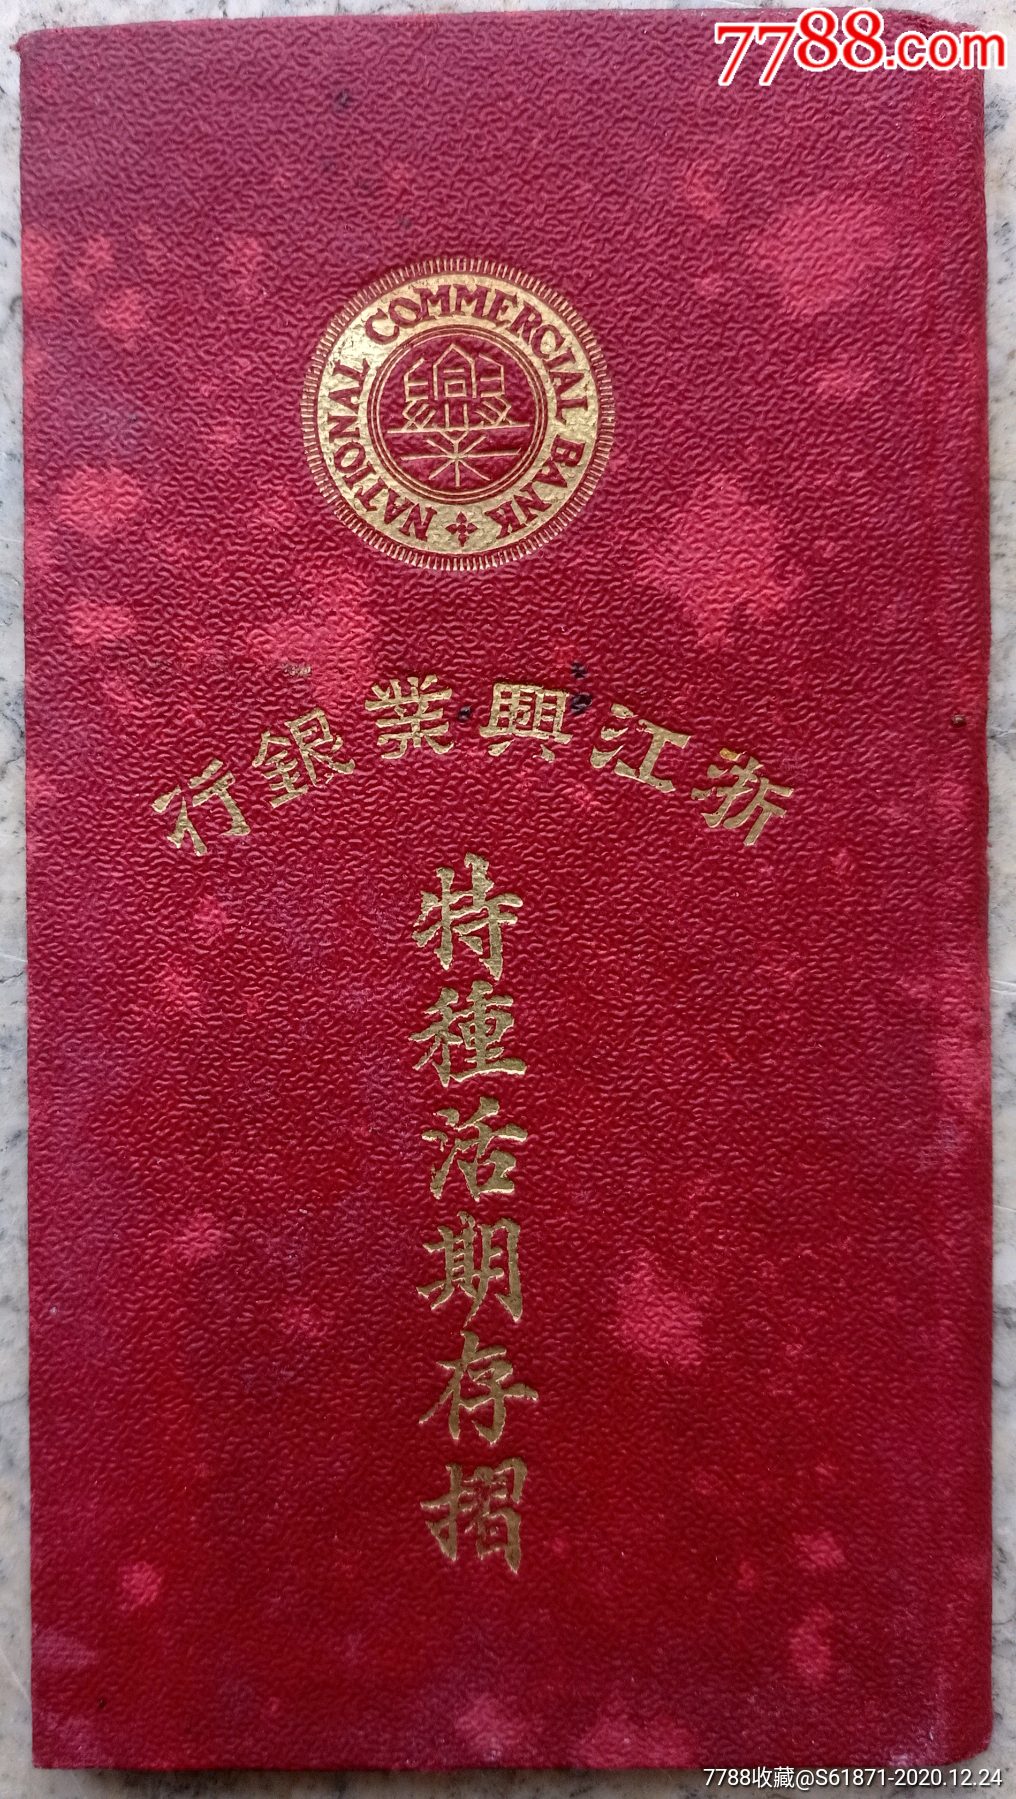 7788.com
NATIONAL COMMERCIAL BANK
浙江興業銀行
特種活期存摺
7788收藏@S61871-2020.12.24